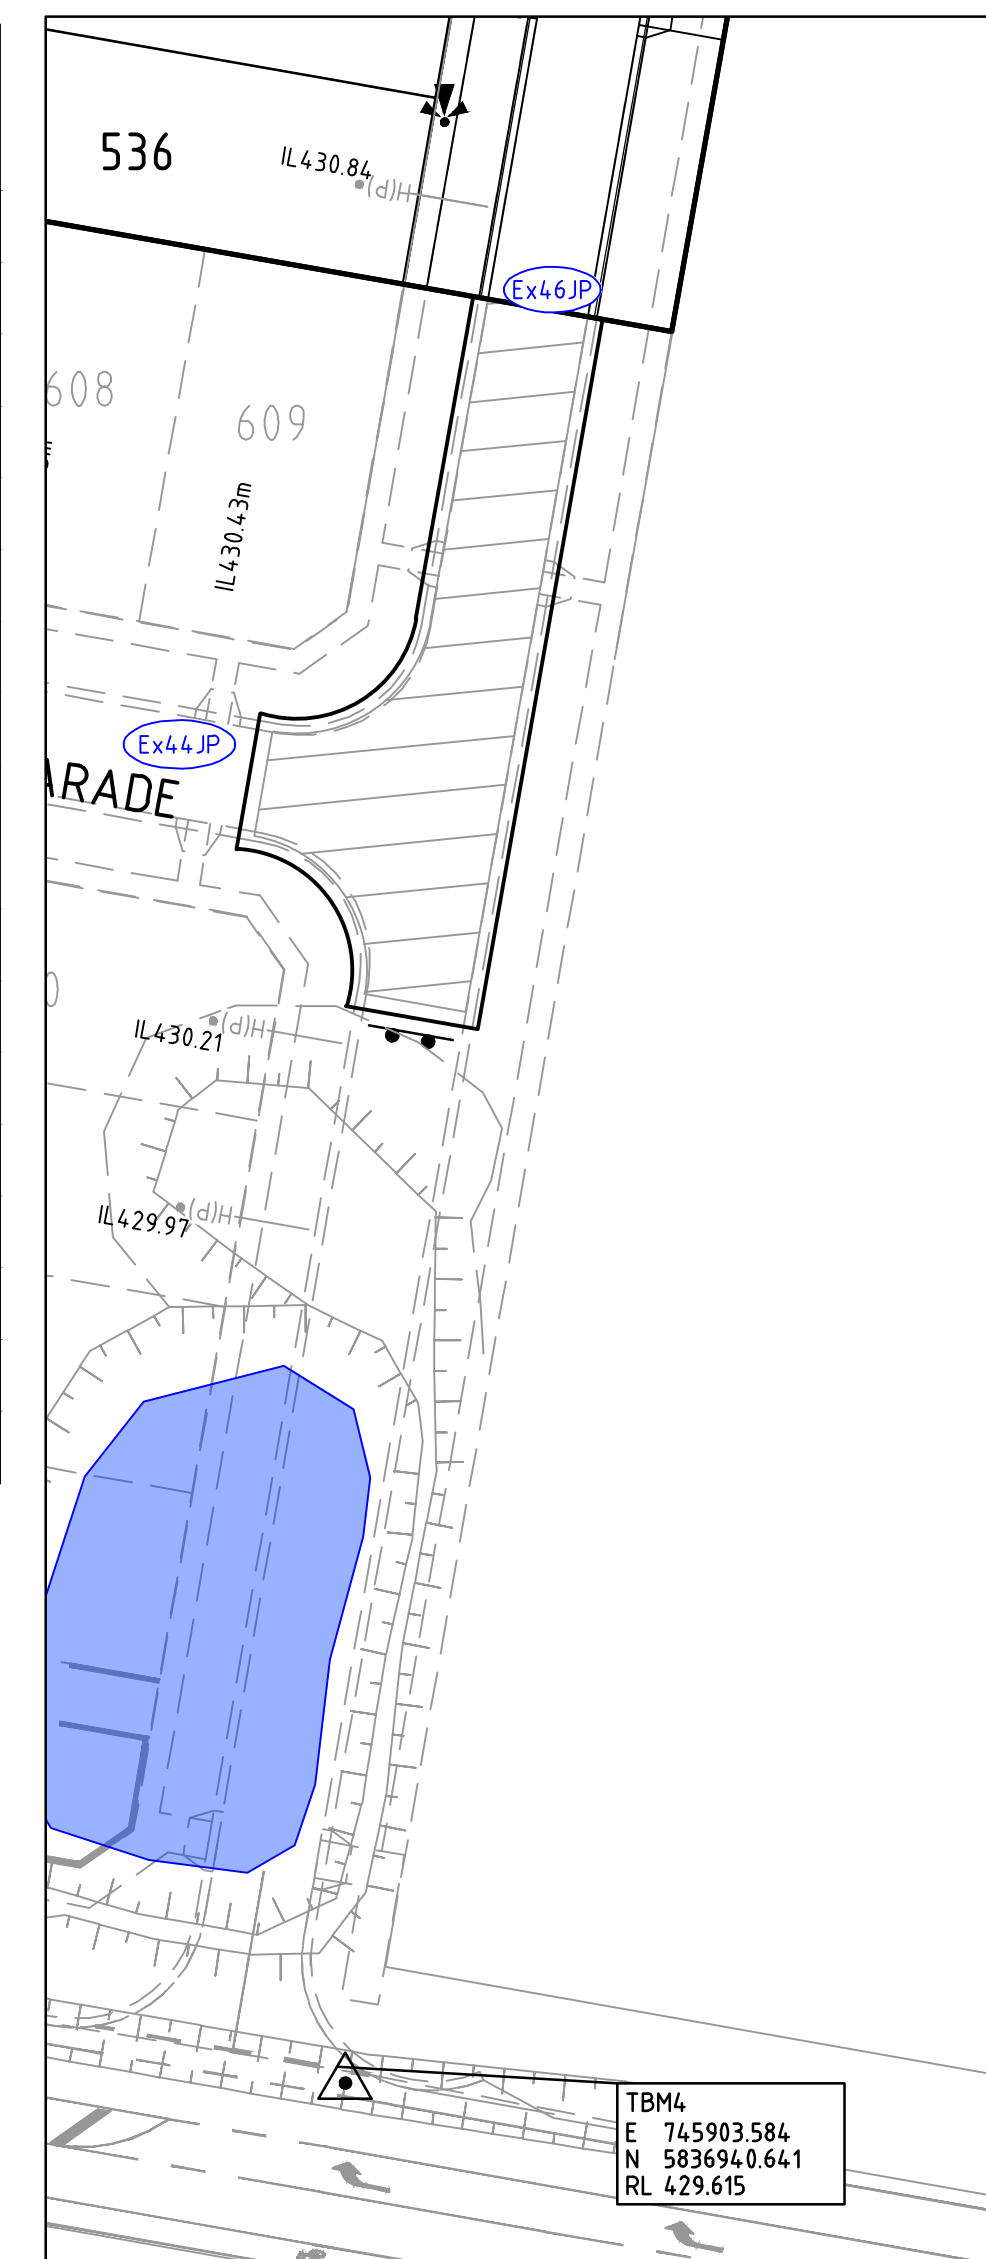 536
IL430.84
H(P)
Ex46JP
608
609
IL430.43m
Ex44JP
ARADE
IL430.21
H(P)
IL429.97
H(P)
TBM4
E 745903.584
N 5836940.641
RL 429.615